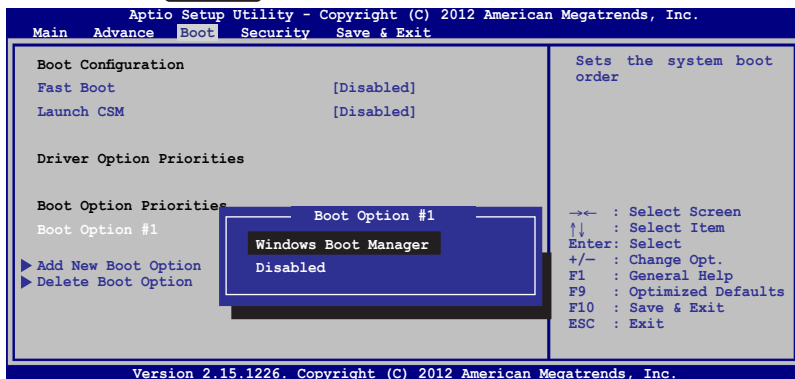 Aptio Setup Utility - Copyright (C) 2012 American Megatrends, Inc.
Main Advance Boot Security Save & Exit
Boot Configuration
Fast Boot [Disabled]
Launch CSM [Disabled]
Driver Option Priorities
Boot Option Priorities
Boot Option #1
Add New Boot Option
Delete Boot Option
Boot Option #1
Windows Boot Manager
Disabled
Sets the system boot
order
→← : Select Screen
↑↓ : Select Item
Enter: Select
+/— : Change Opt.
F1 : General Help
F9 : Optimized Defaults
F10 : Save & Exit
ESC : Exit
Version 2.15.1226. Copyright (C) 2012 American Megatrends, Inc.